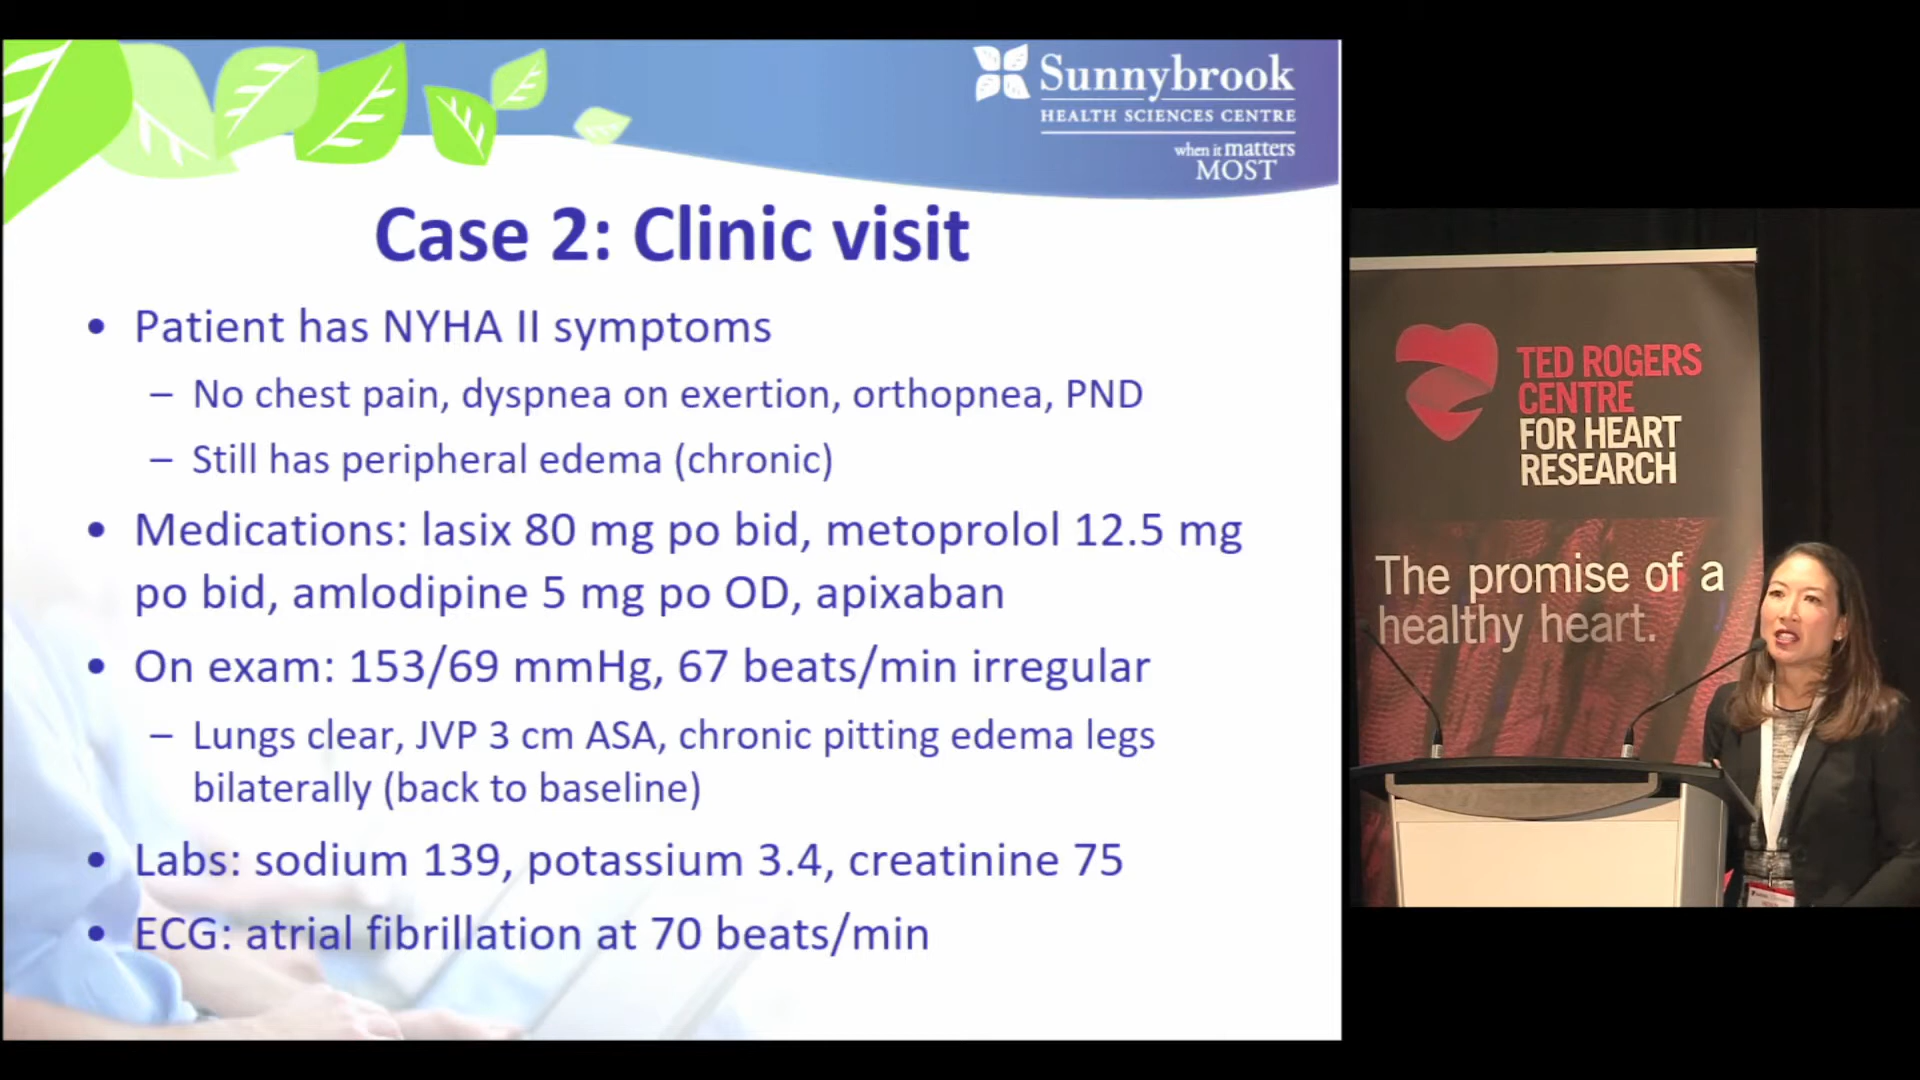 Sunnybrook
HEALTH SCIENCES CENTRE
when it matters
MOST
Case 2: Clinic visit
• Patient has NYHA II symptoms
– No chest pain, dyspnea on exertion, orthopnea, PND
– Still has peripheral edema (chronic)
• Medications: lasix 80 mg po bid, metoprolol 12.5 mg
po bid, amlodipine 5 mg po OD, apixaban
• On exam: 153/69 mmHg, 67 beats/min irregular
– Lungs clear, JVP 3 cm ASA, chronic pitting edema legs
bilaterally (back to baseline)
• Labs: sodium 139, potassium 3.4, creatinine 75
• ECG: atrial fibrillation at 70 beats/min
TED ROGERS
CENTRE
FOR HEART
RESEARCH
The promise of a
healthy heart.